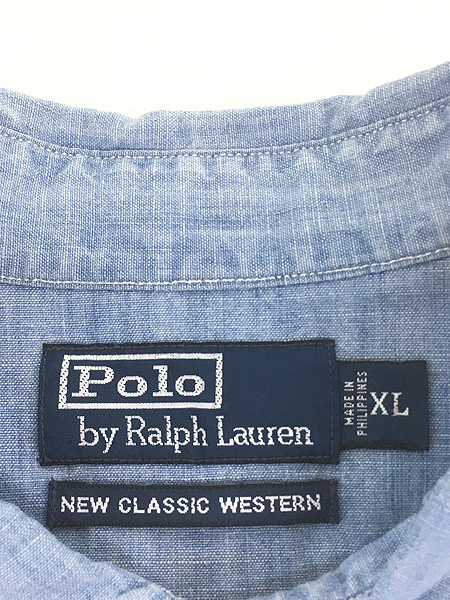 Polo
by Ralph Lauren
MADE IN
PHILIPPINES
XL
NEW CLASSIC WESTERN